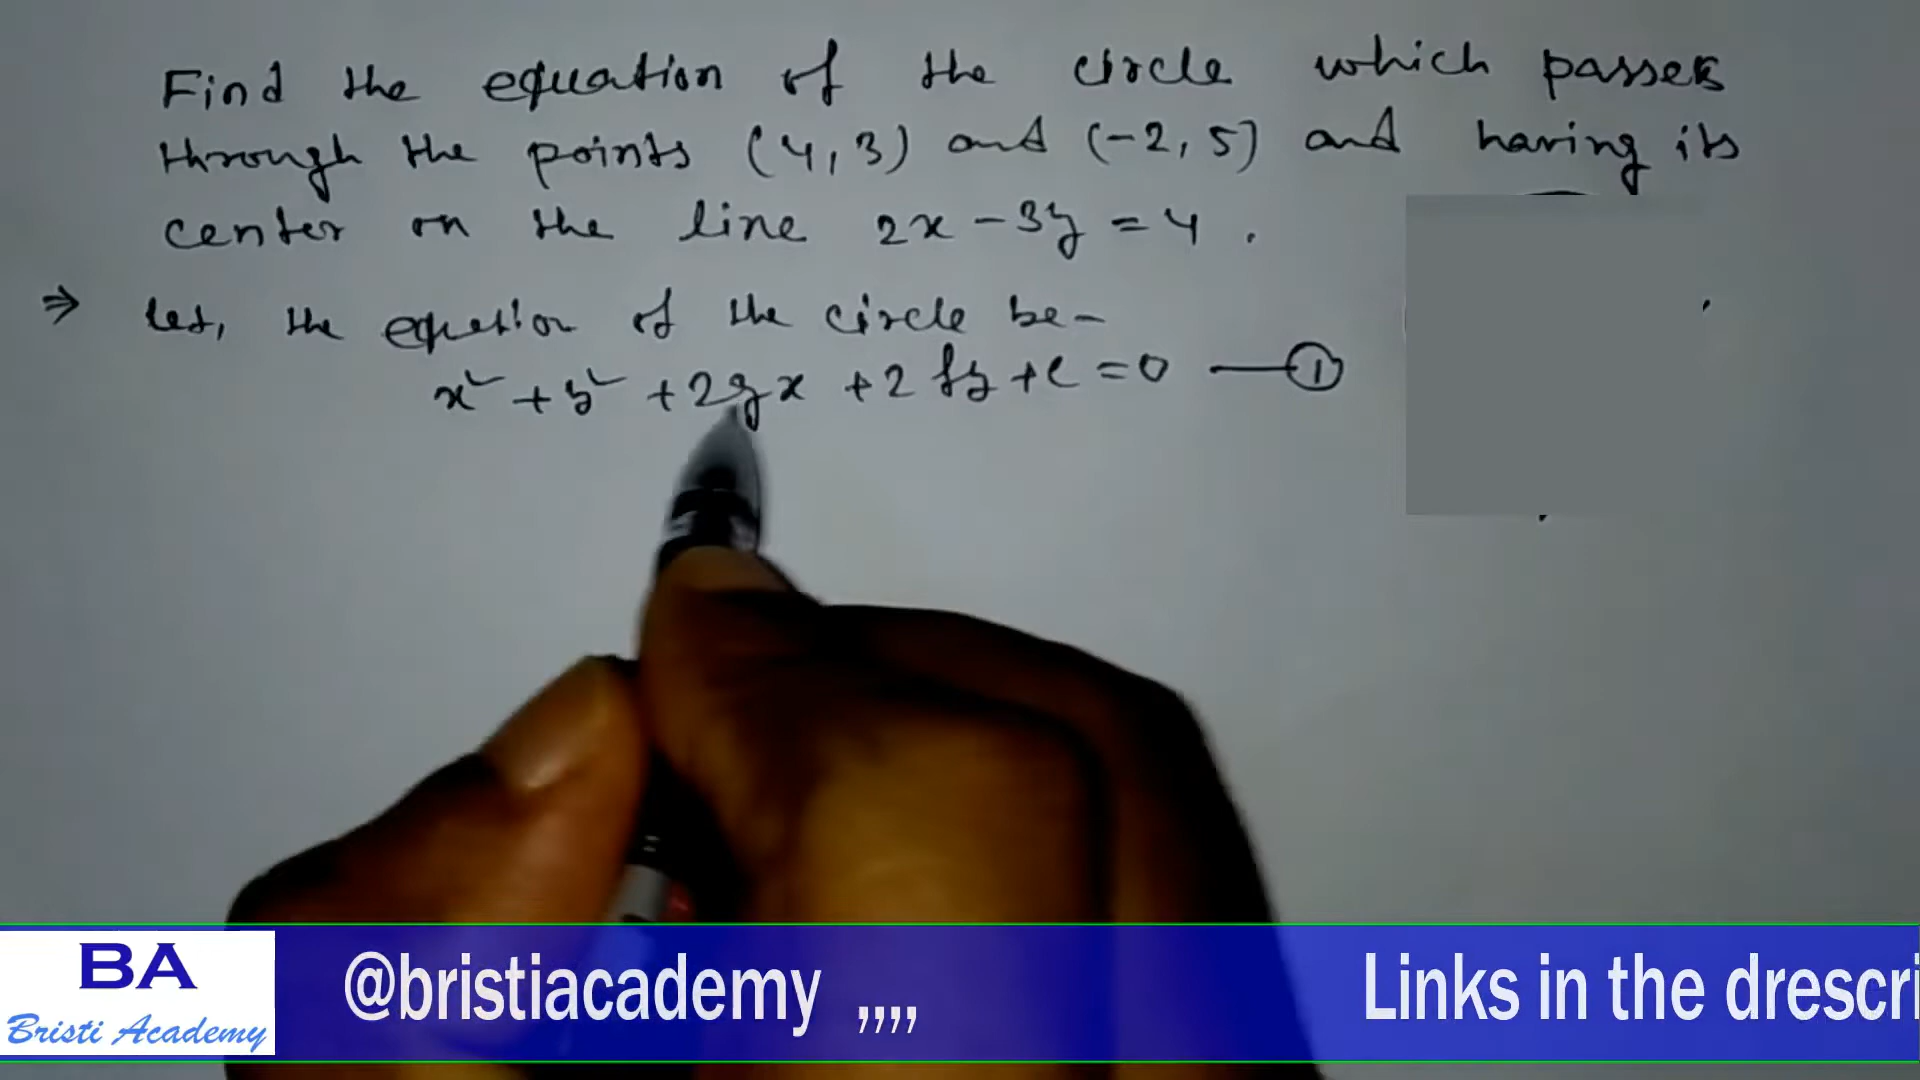 Find the equation of the circle which passes
through the points (4,3) and (-2,5) and having its
center on the line 2x-3y=4.
⇒ let, the equation of the circle be-
x²+y²+2gx+2fy+c=0 —①
BA
Bristi Academy
@bristiacademy ,,,,
Links in the drescri